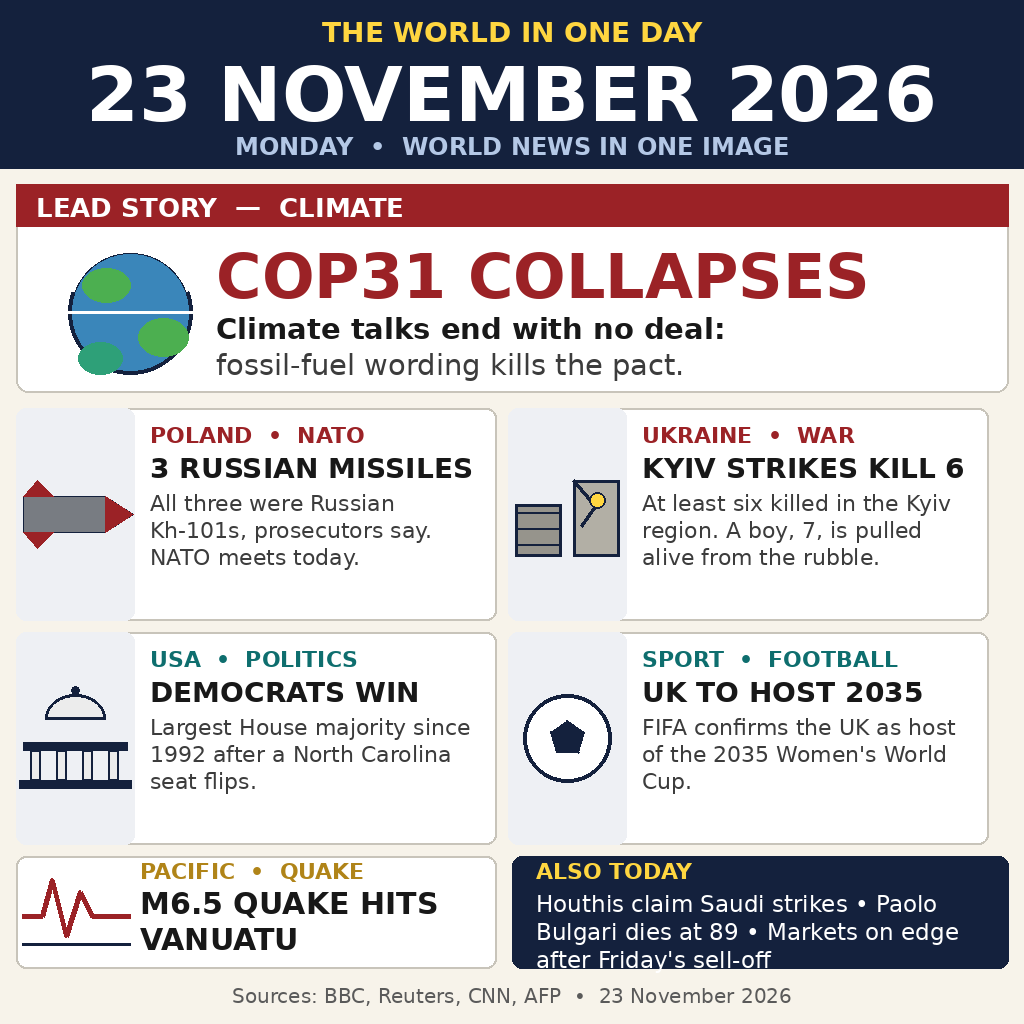 THE WORLD IN ONE DAY
23 NOVEMBER 2026
MONDAY • WORLD NEWS IN ONE IMAGE
LEAD STORY — CLIMATE
COP31 COLLAPSES
Climate talks end with no deal:
fossil-fuel wording kills the pact.
POLAND • NATO
3 RUSSIAN MISSILES
All three were Russian
Kh-101s, prosecutors say.
NATO meets today.
UKRAINE • WAR
KYIV STRIKES KILL 6
At least six killed in the Kyiv
region. A boy, 7, is pulled
alive from the rubble.
USA • POLITICS
DEMOCRATS WIN
Largest House majority since
1992 after a North Carolina
seat flips.
SPORT • FOOTBALL
UK TO HOST 2035
FIFA confirms the UK as host
of the 2035 Women's World
Cup.
PACIFIC • QUAKE
M6.5 QUAKE HITS
VANUATU
ALSO TODAY
Houthis claim Saudi strikes • Paolo
Bulgari dies at 89 • Markets on edge
after Friday's sell-off
Sources: BBC, Reuters, CNN, AFP • 23 November 2026